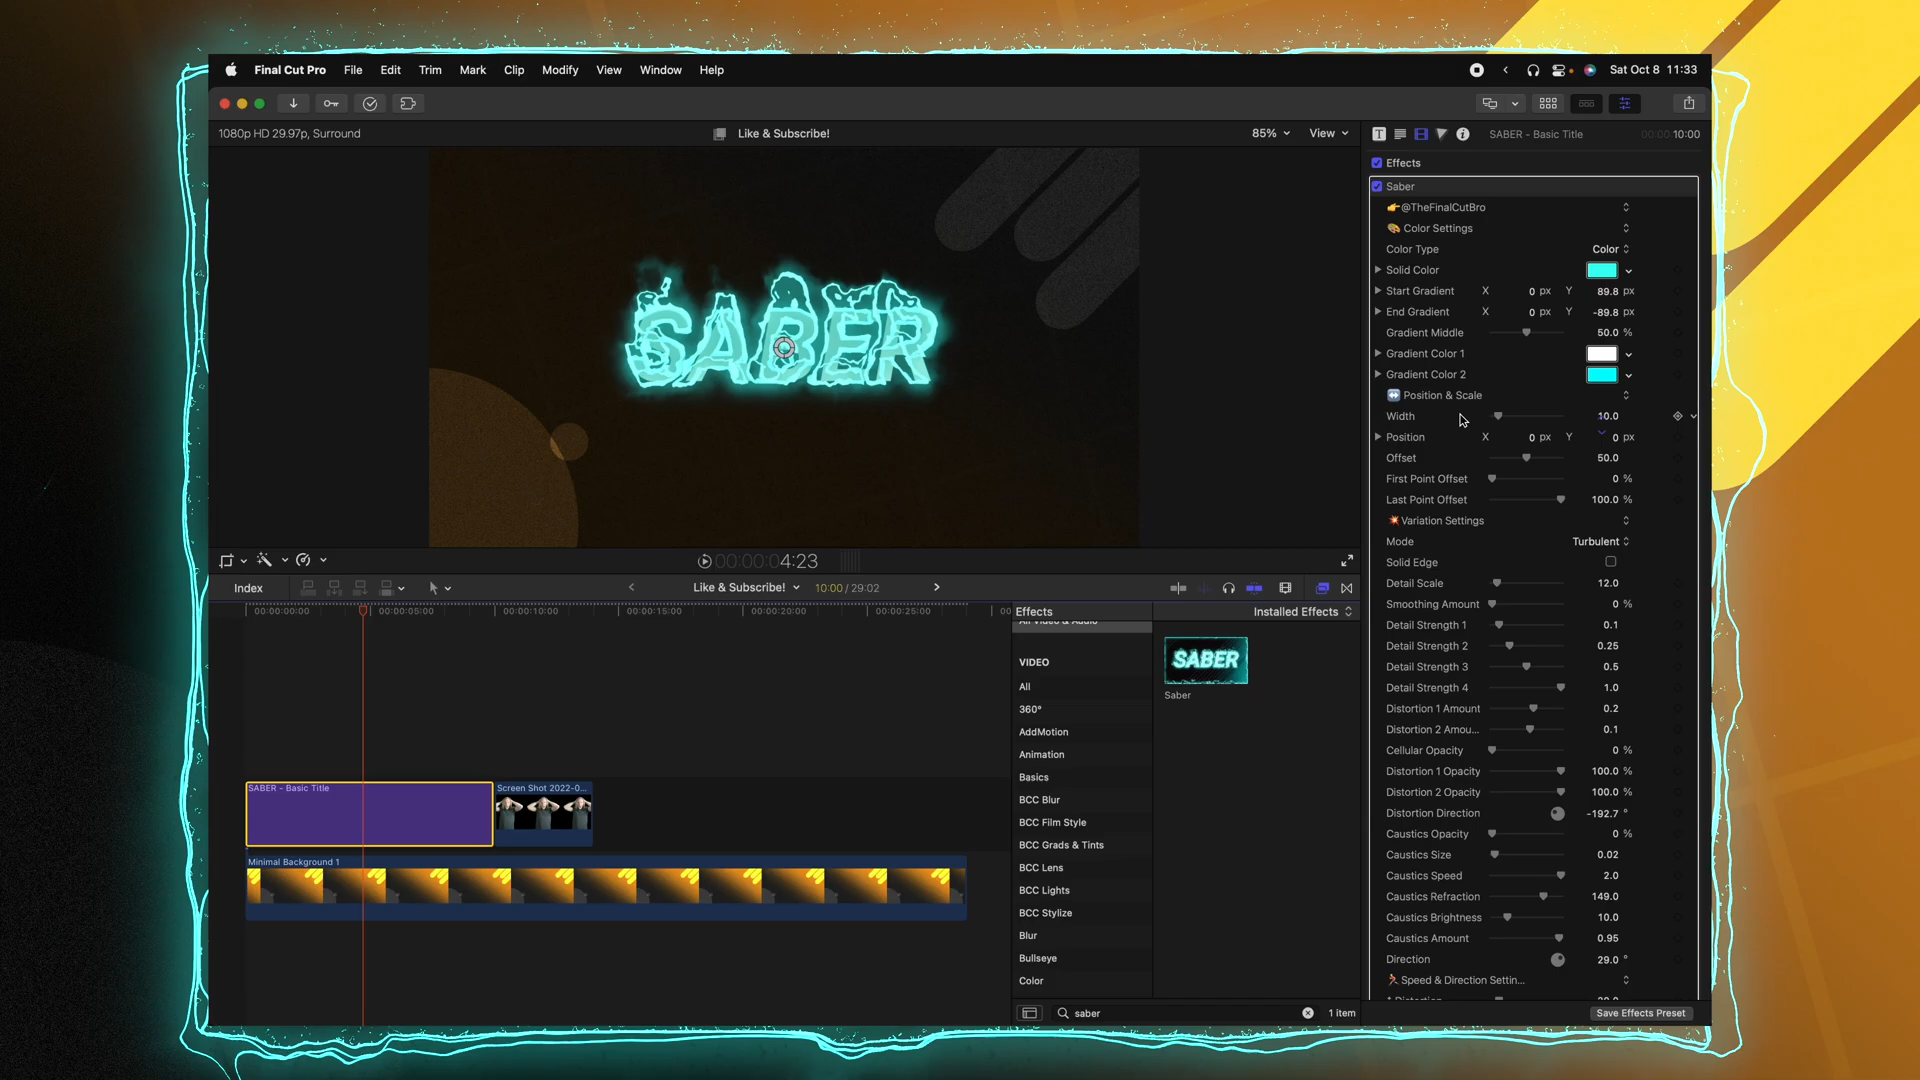 Final Cut Pro File Edit Trim Mark Clip Modify View Window Help
Sat Oct 8 11:33
1080p HD 29.97p, Surround
Like & Subscribe!
85% View
SABER - Basic Title
00:00:10:00
Effects
Saber
👉@TheFinalCutBro
🎨 Color Settings
Color Type Color
Solid Color
Start Gradient X 0 px Y 89.8 px
End Gradient X 0 px Y -89.8 px
Gradient Middle 50.0 %
Gradient Color 1
Gradient Color 2
↔️ Position & Scale
Width 10.0
Position X 0 px Y 0 px
Offset 50.0
First Point Offset 0 %
Last Point Offset 100.0 %
💥Variation Settings
Mode Turbulent
Solid Edge
Detail Scale 12.0
Smoothing Amount 0 %
Detail Strength 1 0.1
Detail Strength 2 0.25
Detail Strength 3 0.5
Detail Strength 4 1.0
Distortion 1 Amount 0.2
Distortion 2 Amou... 0.1
Cellular Opacity 0 %
Distortion 1 Opacity 100.0 %
Distortion 2 Opacity 100.0 %
Distortion Direction -192.7 °
Caustics Opacity 0 %
Caustics Size 0.02
Caustics Speed 2.0
Caustics Refraction 149.0
Caustics Brightness 10.0
Caustics Amount 0.95
Direction 29.0 °
🏃Speed & Direction Settin...
Save Effects Preset
SABER
00:00:04:23
Index
Like & Subscribe!
10:00 / 29:02
00:00:00:00 00:00:05:00 00:00:10:00 00:00:15:00 00:00:20:00 00:00:25:00 00
SABER - Basic Title
Screen Shot 2022-0...
Minimal Background 1
Effects
Installed Effects
All Video & Audio
VIDEO
All
360°
AddMotion
Animation
Basics
BCC Blur
BCC Film Style
BCC Grads & Tints
BCC Lens
BCC Lights
BCC Stylize
Blur
Bullseye
Color
SABER
Saber
saber
1 item